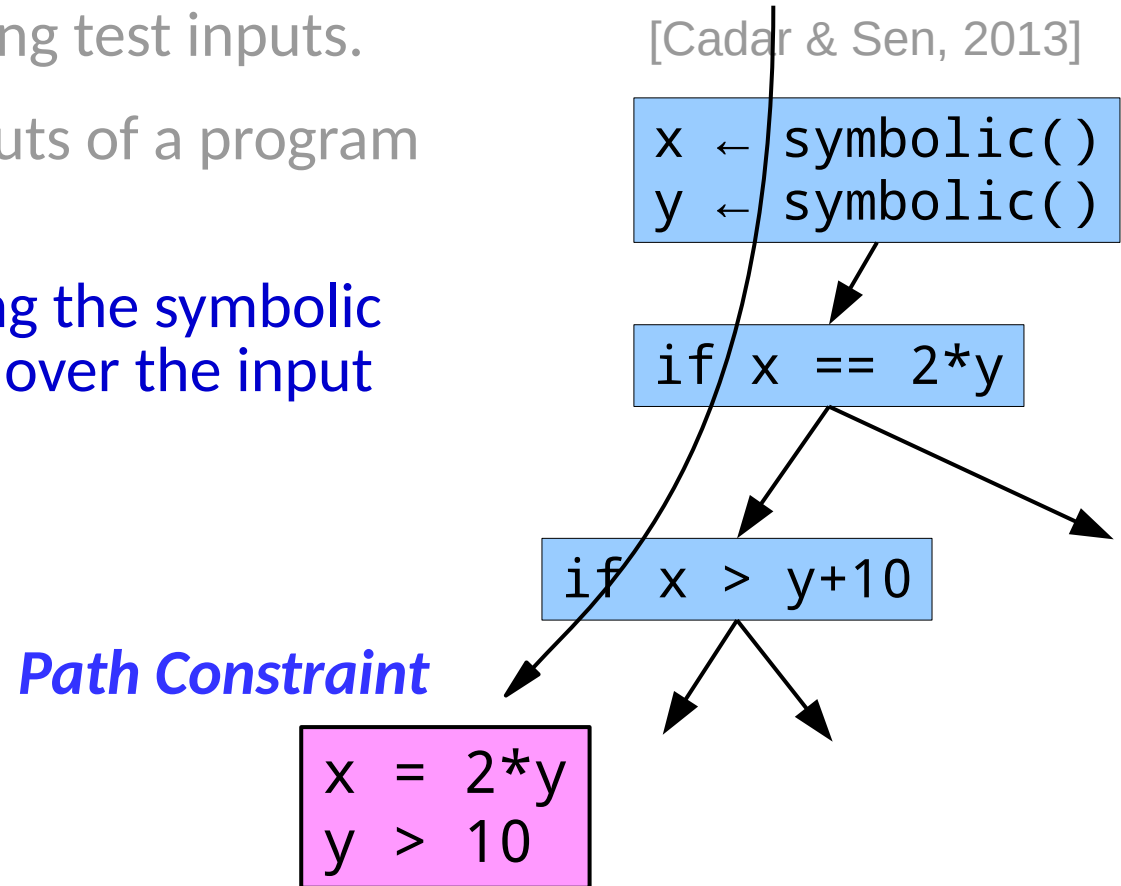 ng test inputs.
[Cadar & Sen, 2013]
uts of a program
x ← symbolic()
y ← symbolic()
ng the symbolic
over the input
if x == 2*y
if x > y+10
Path Constraint
x = 2*y
y > 10